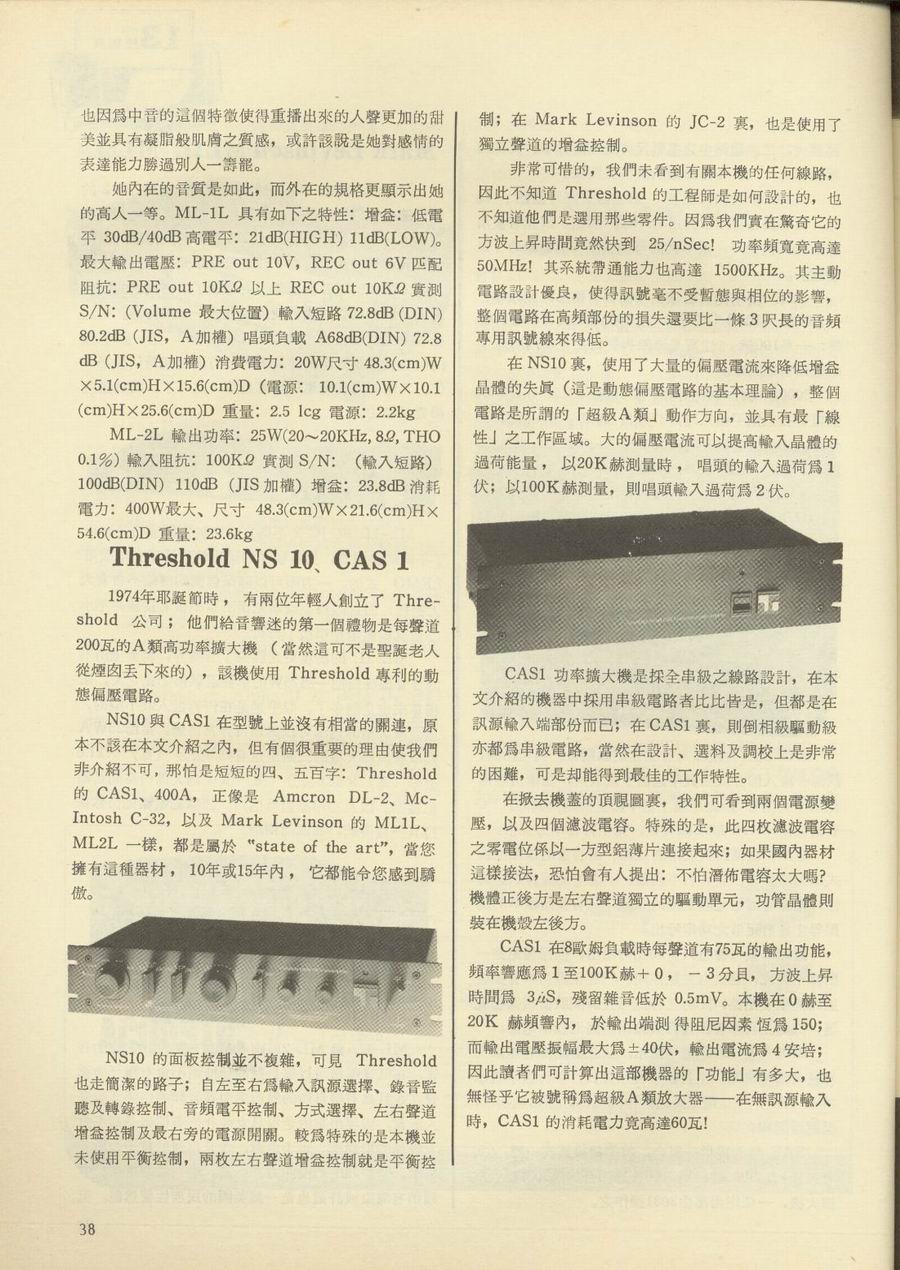 也因爲中音的這個特徵使得重播出來的人聲更加的甜
美並具有凝脂般肌膚之質感，或許該說是她對感情的
表達能力勝過別人一籌罷。
她內在的音質是如此，而外在的規格更顯示出她
的高人一等。ML-1L 具有如下之特性：增益：低電
平 30dB/40dB 高電平：21dB(HIGH) 11dB(LOW)。
最大輸出電壓：PRE out 10V，REC out 6V 匹配
阻抗：PRE out 10KΩ 以上 REC out 10KΩ 實測
S/N：(Volume 最大位置）輸入短路 72.8dB (DIN)
80.2dB (JIS，A加權）唱頭負載 A68dB(DIN) 72.8
dB (JIS，A加權）消費電力：20W尺寸 48.3(cm)W
×5.1(cm)H×15.6(cm)D（電源：10.1(cm)W×10.1
(cm)H×25.6(cm)D 重量：2.5 lcg 電源：2.2kg
ML-2L 輸出功率：25W(20～20KHz, 8Ω, THO
0.1%）輸入阻抗：100KΩ 實測 S/N：（輸入短路）
100dB(DIN) 110dB（JIS 加權）增益：23.8dB 消耗
電力：400W最大、尺寸 48.3(cm)W×21.6(cm)H×
54.6(cm)D 重量：23.6kg
Threshold NS 10、CAS 1
1974年耶誕節時，有兩位年輕人創立了 Thre-
shold 公司；他們給音響迷的第一個禮物是每聲道
200瓦的A類高功率擴大機（當然這可不是聖誕老人
從煙囱丟下來的），該機使用 Threshold 專利的動
態偏壓電路。
NS10 與 CAS1 在型號上並沒有相當的關連，原
本不該在本文介紹之內，但有個很重要的理由使我們
非介紹不可，那怕是短短的四、五百字：Threshold
的 CAS1、400A，正像是 Amcron DL-2、Mc-
Intosh C-32，以及 Mark Levinson 的 ML1L、
ML2L 一樣，都是屬於 “state of the art”，當您
擁有這種器材，10年或15年內，它都能令您感到驕
傲。
NS10 的面板控制並不複雜，可見 Threshold
也走簡潔的路子；自左至右爲輸入訊源選擇、錄音監
聽及轉錄控制、音頻電平控制、方式選擇、左右聲道
增益控制及最右旁的電源開關。較爲特殊的是本機並
未使用平衡控制，兩枚左右聲道增益控制就是平衡控
制；在 Mark Levinson 的 JC-2 裏，也是使用了
獨立聲道的增益控制。
非常可惜的，我們未看到有關本機的任何線路，
因此不知道 Threshold 的工程師是如何設計的，也
不知道他們是選用那些零件。因爲我們實在驚奇它的
方波上昇時間竟然快到 25/nSec！功率頻寬竟高達
50MHz！其系統帶通能力也高達 1500KHz。其主動
電路設計優良，使得訊號毫不受暫態與相位的影響，
整個電路在高頻部份的損失還要比一條 3 呎長的音頻
專用訊號線來得低。
在 NS10 裏，使用了大量的偏壓電流來降低增益
晶體的失眞（這是動態偏壓電路的基本理論），整個
電路是所謂的「超級A類」動作方向，並具有最「線
性」之工作區域。大的偏壓電流可以提高輸入晶體的
過荷能量，以20K赫測量時，唱頭的輸入過荷爲 1
伏；以100K赫測量，則唱頭輸入過荷爲 2 伏。
CAS1 功率擴大機是採全串級之線路設計，在本
文介紹的機器中採用串級電路者比比皆是，但都是在
訊源輸入端部份而已；在 CAS1 裏，則倒相級驅動級
亦都爲串級電路，當然在設計、選料及調校上是非常
的困難，可是却能得到最佳的工作特性。
在掀去機蓋的頂視圖裏，我們可看到兩個電源變
壓，以及四個濾波電容。特殊的是，此四枚濾波電容
之零電位係以一方型鋁薄片連接起來；如果國內器材
這樣接法，恐怕會有人提出：不怕潛佈電容太大嗎？
機體正後方是左右聲道獨立的驅動單元，功管晶體則
裝在機殼左後方。
CAS1 在8歐姆負載時每聲道有75瓦的輸出功能，
頻率響應爲 1 至100K赫＋0，－3分貝，方波上昇
時間爲 3μS，殘留雜音低於 0.5mV。本機在 0 赫至
20K 赫頻響內，於輸出端測得阻尼因素恆爲 150；
而輸出電壓振幅最大爲±40伏，輸出電流爲 4 安培；
因此讀者們可計算出這部機器的「功能」有多大，也
無怪乎它被號稱爲超級A類放大器——在無訊源輸入
時，CAS1 的消耗電力竟高達60瓦！
38